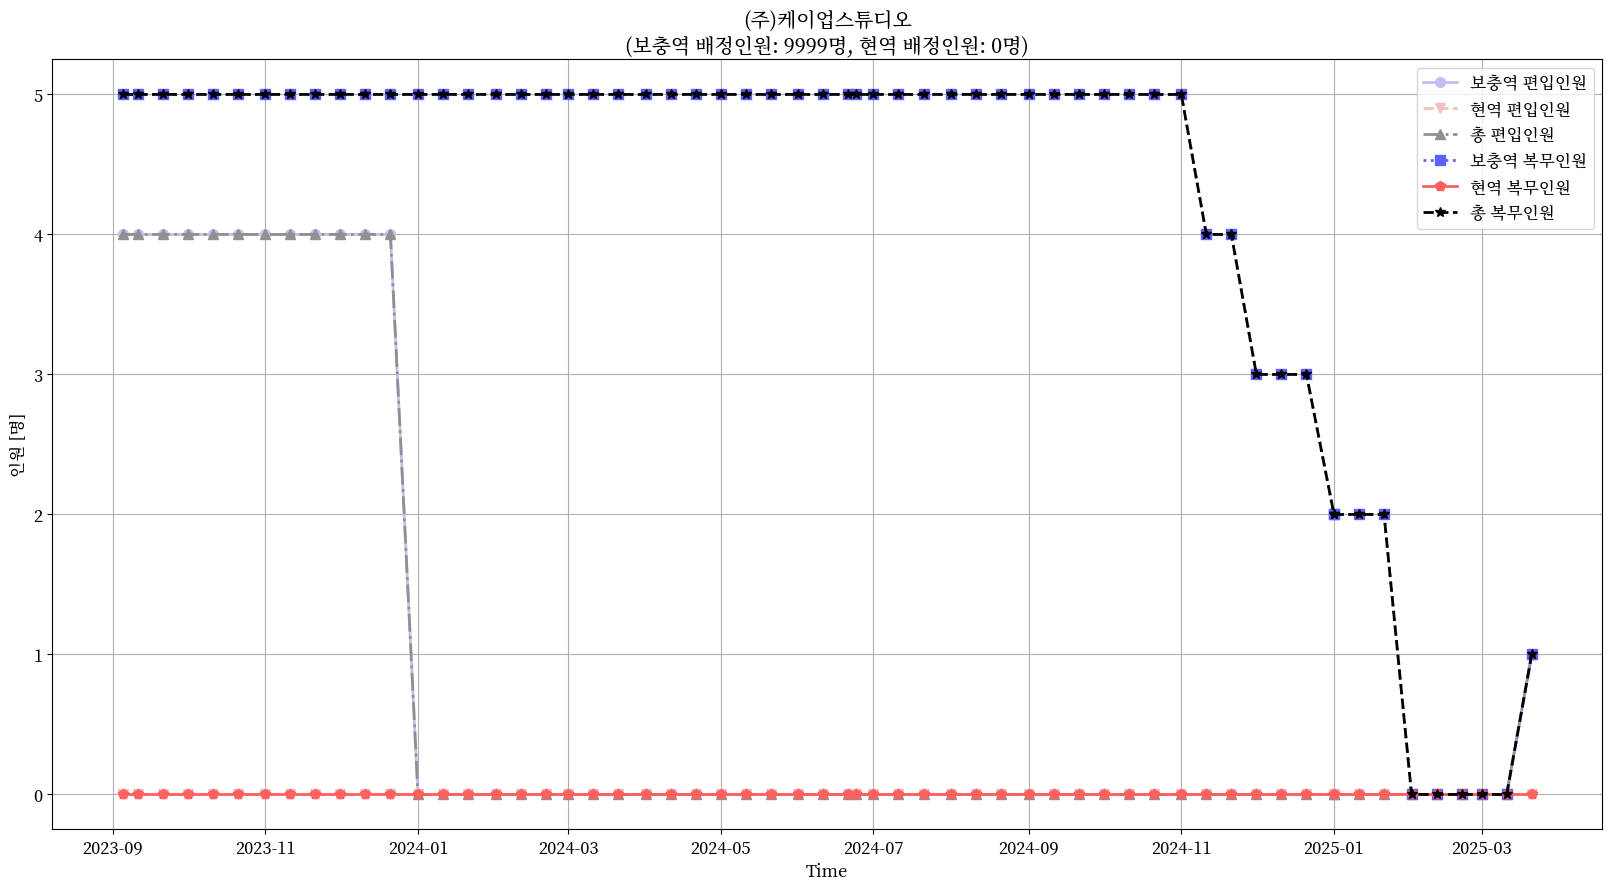 (주)케이업스튜디오
(보충역 배정인원: 9999명, 현역 배정인원: 0명)
보충역 편입인원
현역 편입인원
총 편입인원
보충역 복무인원
현역 복무인원
총 복무인원
인원 [명]
5
4
3
2
1
0
2023-09
2023-11
2024-01
2024-03
2024-05
2024-07
2024-09
2024-11
2025-01
2025-03
Time